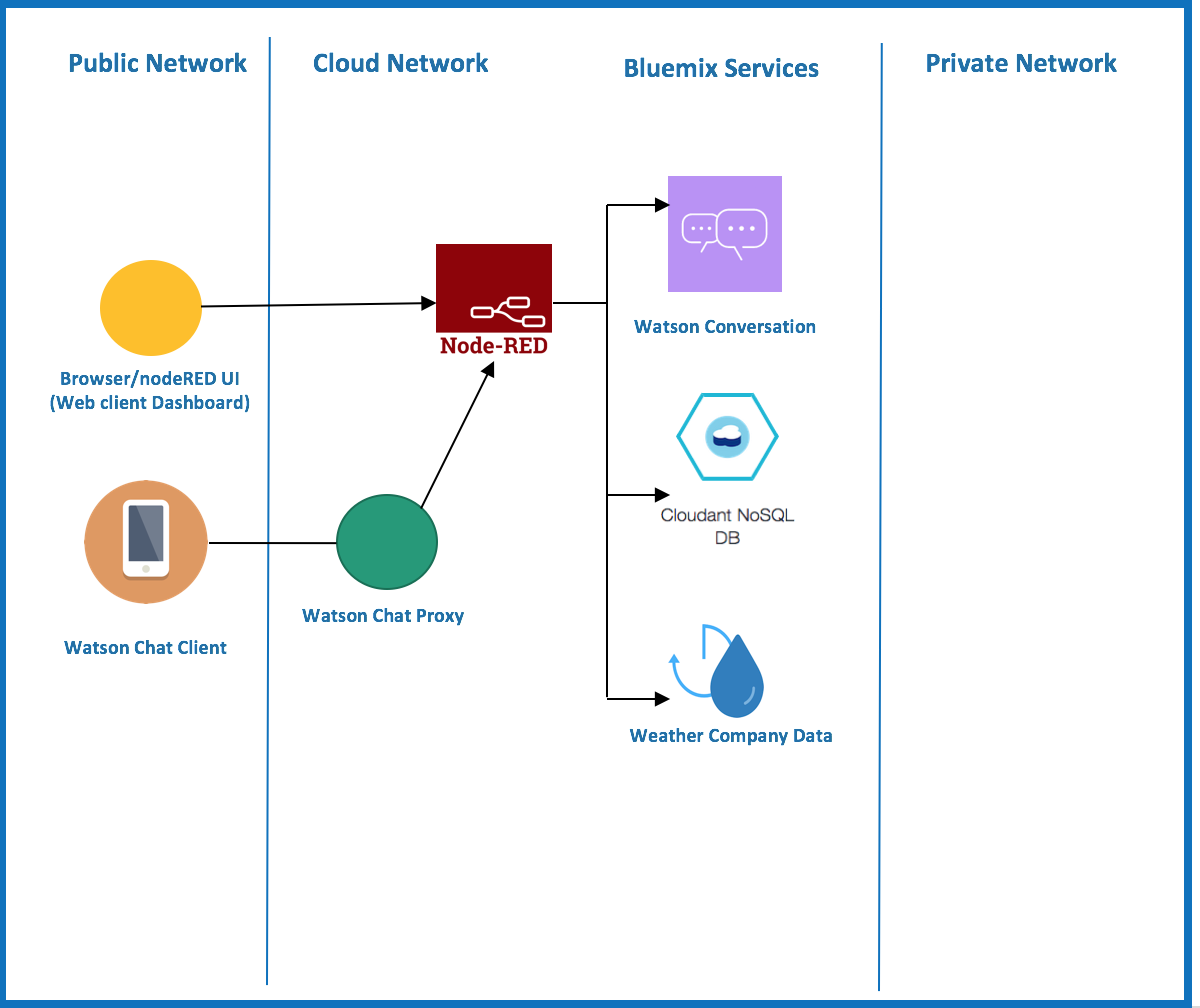 Public Network
Cloud Network
Bluemix Services
Private Network
Node-RED
Watson Conversation
Browser/nodeRED UI
(Web client Dashboard)
Cloudant NoSQL
DB
Watson Chat Proxy
Watson Chat Client
Weather Company Data